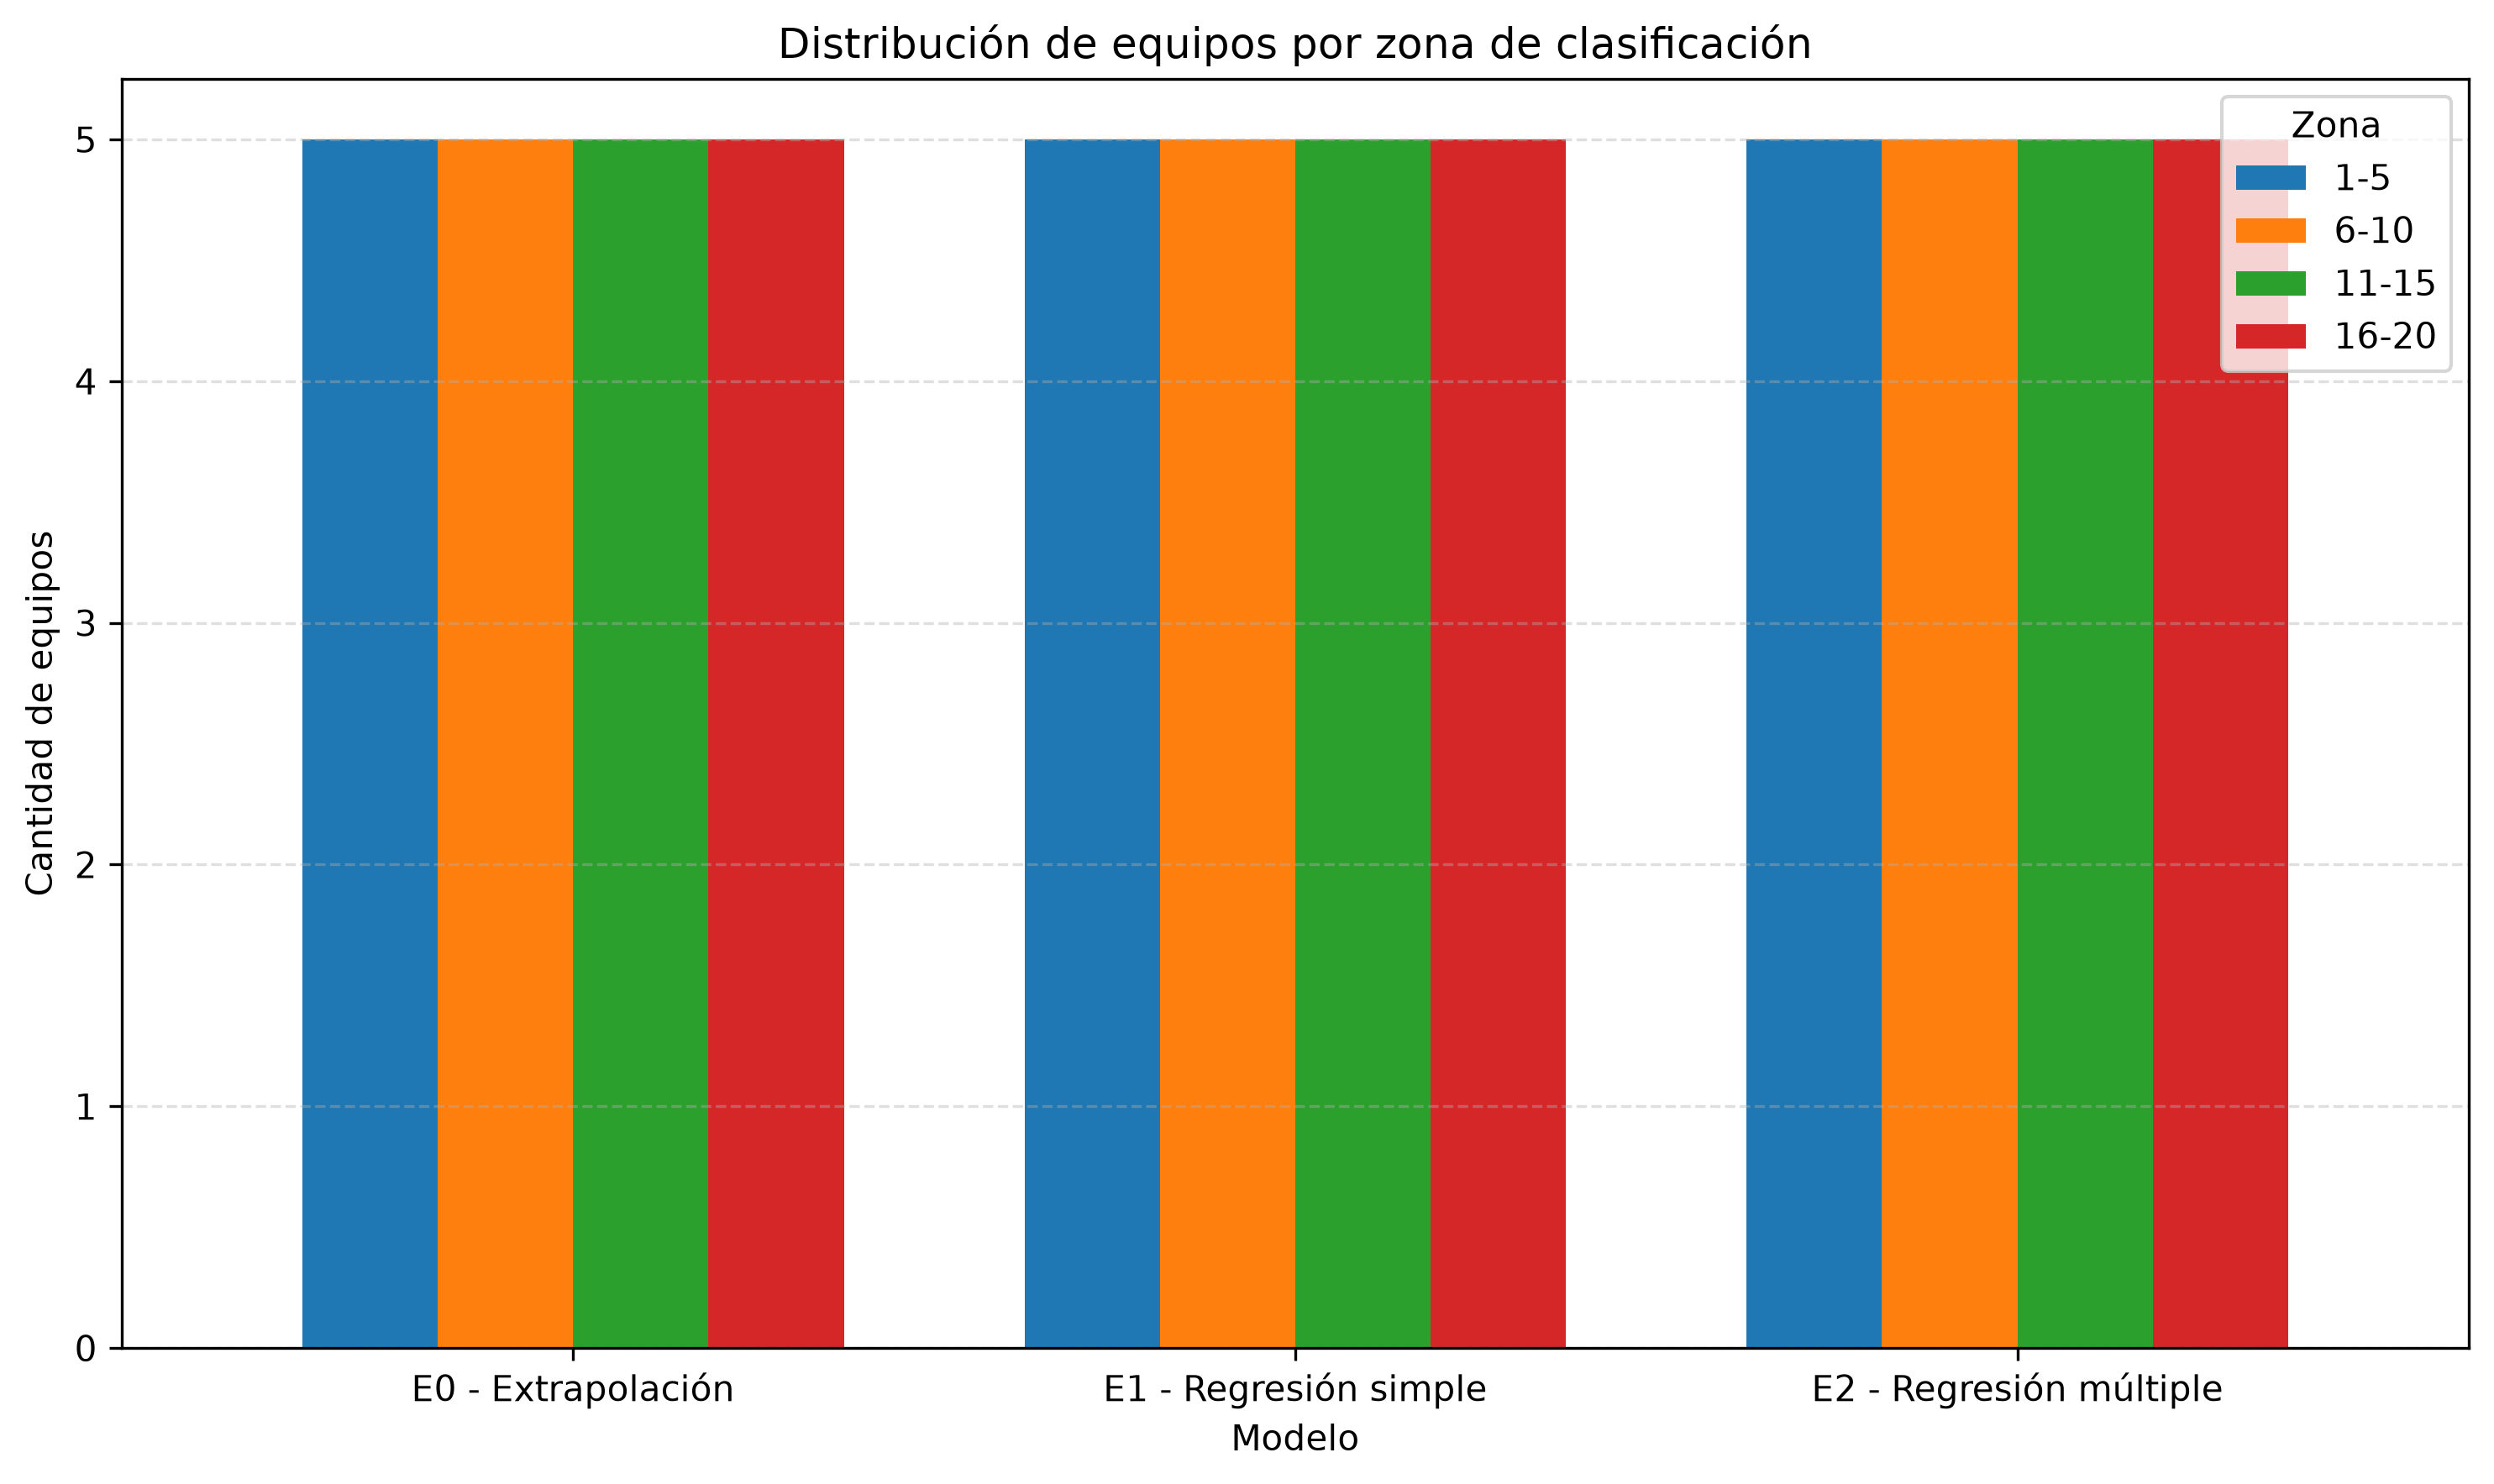 Distribución de equipos por zona de clasificación
Zona
1-5
6-10
11-15
16-20
Cantidad de equipos
5
4
3
2
1
0
E0 - Extrapolación
E1 - Regresión simple
E2 - Regresión múltiple
Modelo